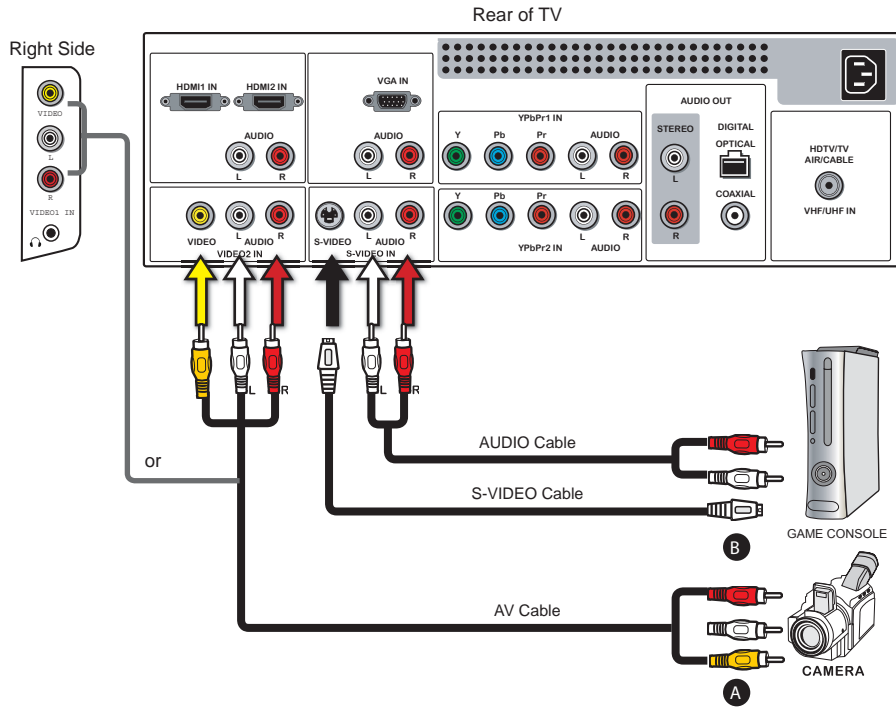 Rear of TV
Right Side
VIDEO
L
R
VIDEO1 IN
HDMI1 IN
HDMI2 IN
AUDIO
L
R
VGA IN
AUDIO
L
R
YPbPr1 IN
Y
Pb
Pr
AUDIO
L
R
AUDIO OUT
STEREO
L
R
DIGITAL
OPTICAL
COAXIAL
HDTV/TV
AIR/CABLE
VHF/UHF IN
VIDEO
L
AUDIO
R
VIDEO2 IN
S-VIDEO
L
AUDIO
R
S-VIDEO IN
Y
Pb
Pr
L
R
YPbPr2 IN
AUDIO
L
R
L
R
or
AUDIO Cable
S-VIDEO Cable
B
GAME CONSOLE
AV Cable
A
CAMERA